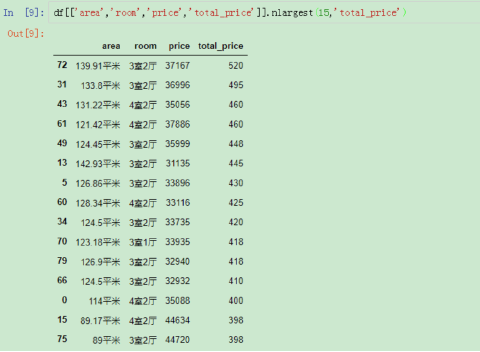 In [9]: df[['area','room','price','total_price']].nlargest(15,'total_price')
Out[9]:
area room price total_price
72 139.91平米 3室2厅 37167 520
31 133.8平米 3室2厅 36996 495
43 131.22平米 4室2厅 35056 460
61 121.42平米 4室2厅 37886 460
49 124.45平米 3室2厅 35999 448
13 142.93平米 3室2厅 31135 445
5 126.86平米 3室2厅 33896 430
60 128.34平米 4室2厅 33116 425
34 124.5平米 3室2厅 33735 420
70 123.18平米 3室1厅 33935 418
79 126.9平米 3室2厅 32940 418
66 124.5平米 3室2厅 32932 410
0 114平米 4室2厅 35088 400
15 89.17平米 4室2厅 44634 398
75 89平米 3室2厅 44720 398